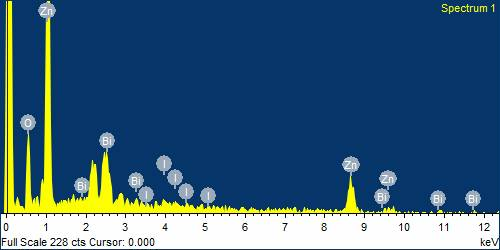 Spectrum 1
Zn
O
Bi
Bi
Bi
I
I
I
I
I
Zn
Bi
Zn
Bi
Bi
0 1 2 3 4 5 6 7 8 9 10 11 12
Full Scale 228 cts Cursor: 0.000 keV